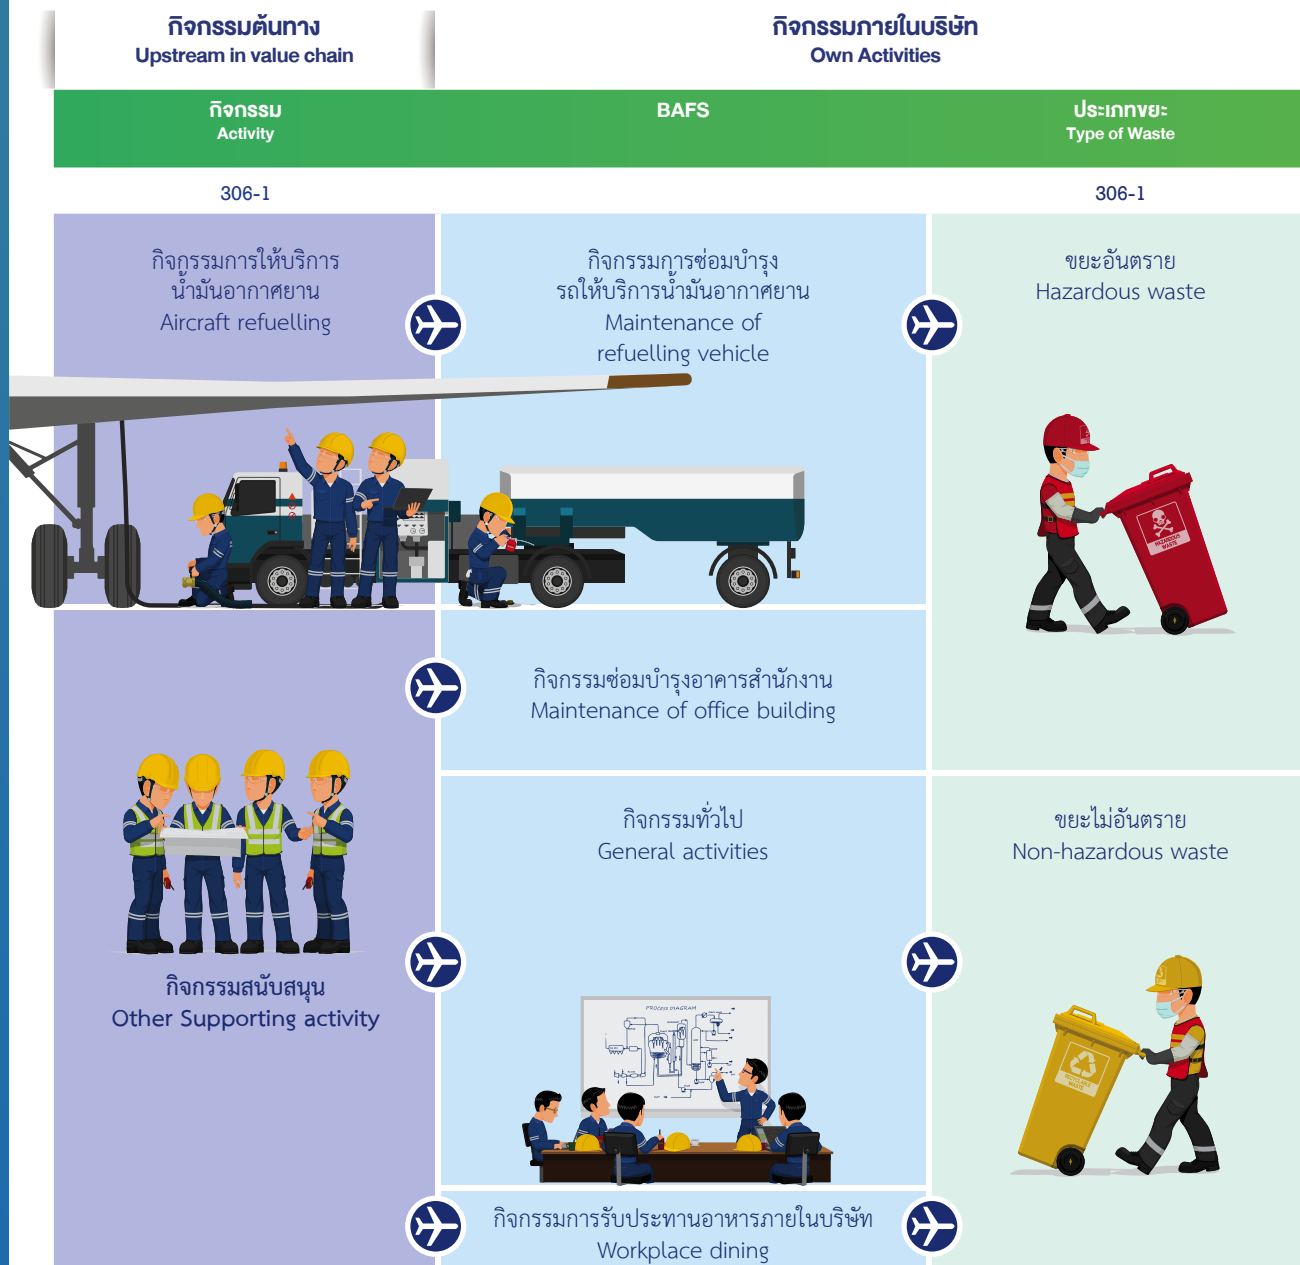 กิจกรรมต้นทาง
Upstream in value chain
กิจกรรมภายในบริษัท
Own Activities
กิจกรรม
Activity
BAFS
ประเภทขยะ
Type of Waste
306-1
306-1
กิจกรรมการให้บริการ
น้ำมันอากาศยาน
Aircraft refuelling
กิจกรรมการซ่อมบำรุง
รถให้บริการน้ำมันอากาศยาน
Maintenance of
refuelling vehicle
ขยะอันตราย
Hazardous waste
HAZARDOUS
WASTE
กิจกรรมซ่อมบำรุงอาคารสำนักงาน
Maintenance of office building
กิจกรรมทั่วไป
General activities
ขยะไม่อันตราย
Non-hazardous waste
กิจกรรมสนับสนุน
Other Supporting activity
PROCESS DIAGRAM
RECYCLABLE
WASTE
กิจกรรมการรับประทานอาหารภายในบริษัท
Workplace dining